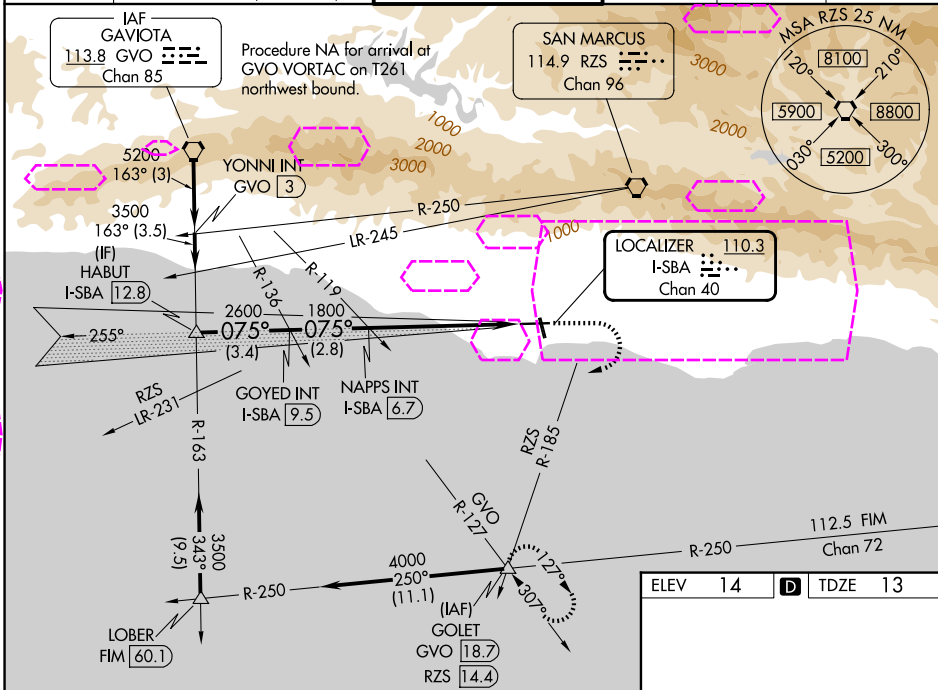 IAF
GAVIOTA
113.8 GVO
Chan 85
Procedure NA for arrival at
GVO VORTAC on T261
northwest bound.
SAN MARCUS
114.9 RZS
Chan 96
MSA RZS 25 NM
120°
8100
210°
5900
8800
030°
5200
300°
3000
2000
1000
2000
3000
1000
5200
163° (3)
YONNI INT
GVO 3
3500
163° (3.5)
R-250
LR-245
(IF)
HABUT
I-SBA 12.8
R-136
R-119
LOCALIZER 110.3
I-SBA
Chan 40
255°
2600
075°
(3.4)
1800
075°
(2.8)
GOYED INT
I-SBA 9.5
NAPPS INT
I-SBA 6.7
RZS
LR-231
R-163
RZS
R-185
GVO
R-127
3500
343°
(9.5)
4000
250°
(11.1)
R-250
127°
307°
R-250
112.5 FIM
Chan 72
LOBER
FIM 60.1
(IAF)
GOLET
GVO 18.7
RZS 14.4
ELEV 14 D TDZE 13